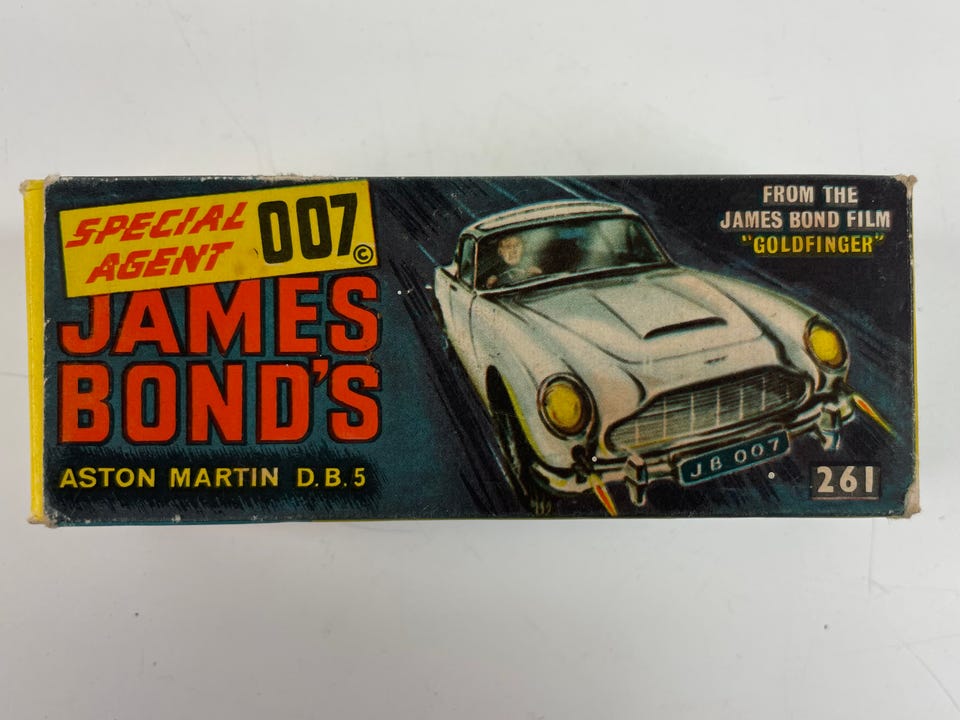 SPECIAL
AGENT
007©
JAMES
BOND'S
ASTON MARTIN D.B.5
FROM THE
JAMES BOND FILM
"GOLDFINGER"
JB 007
261